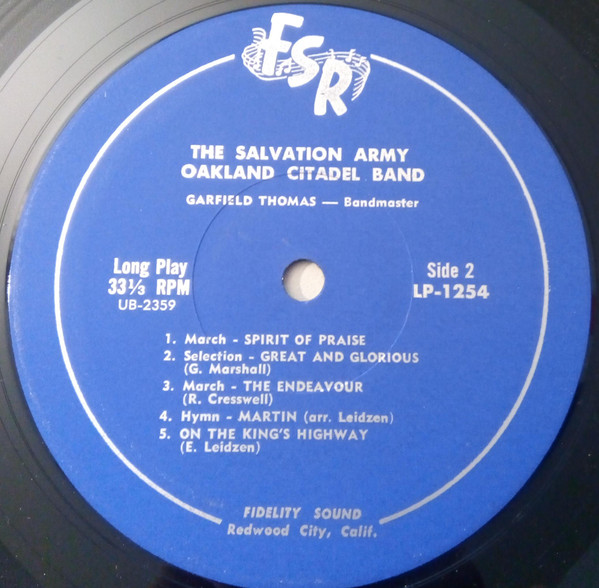 FSR
THE SALVATION ARMY
OAKLAND CITADEL BAND
GARFIELD THOMAS — Bandmaster
Long Play
33⅓ RPM
UB-2359
Side 2
LP-1254
1. March - SPIRIT OF PRAISE
2. Selection - GREAT AND GLORIOUS
(G. Marshall)
3. March - THE ENDEAVOUR
(R. Cresswell)
4. Hymn - MARTIN (arr. Leidzen)
5. ON THE KING'S HIGHWAY
(E. Leidzen)
FIDELITY SOUND
Redwood City, Calif.